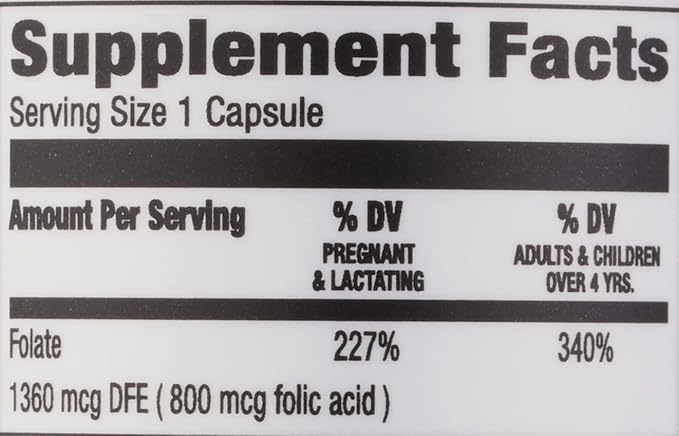 Supplement Facts
Serving Size 1 Capsule
Amount Per Serving % DV PREGNANT & LACTATING % DV ADULTS & CHILDREN OVER 4 YRS.
Folate 227% 340%
1360 mcg DFE ( 800 mcg folic acid )